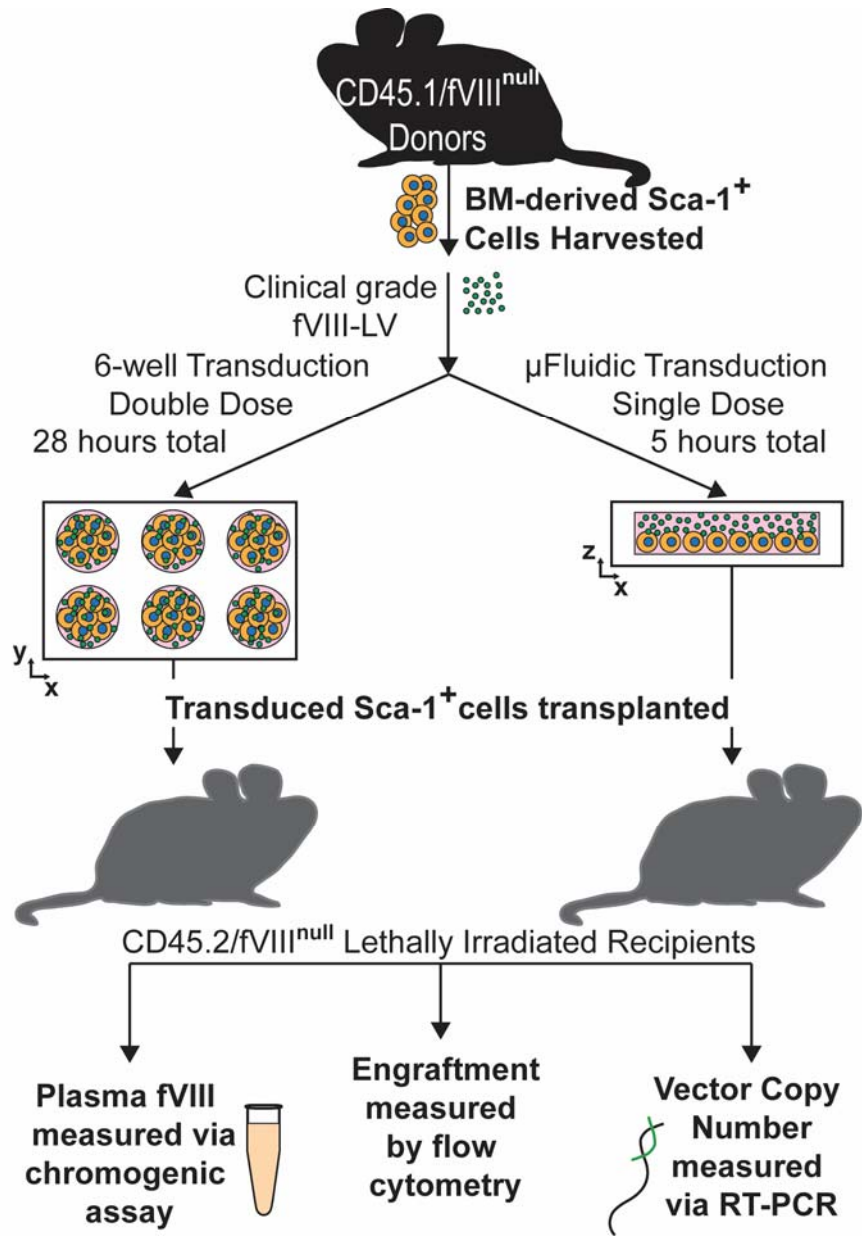 CD45.1/fVIII^null
Donors
BM-derived Sca-1⁺
Cells Harvested
Clinical grade
fVIII-LV
6-well Transduction
Double Dose
28 hours total
µFluidic Transduction
Single Dose
5 hours total
y
x
z
x
Transduced Sca-1⁺cells transplanted
CD45.2/fVIII^null Lethally Irradiated Recipients
Plasma fVIII
measured via
chromogenic
assay
Engraftment
measured
by flow
cytometry
Vector Copy
Number
measured
via RT-PCR